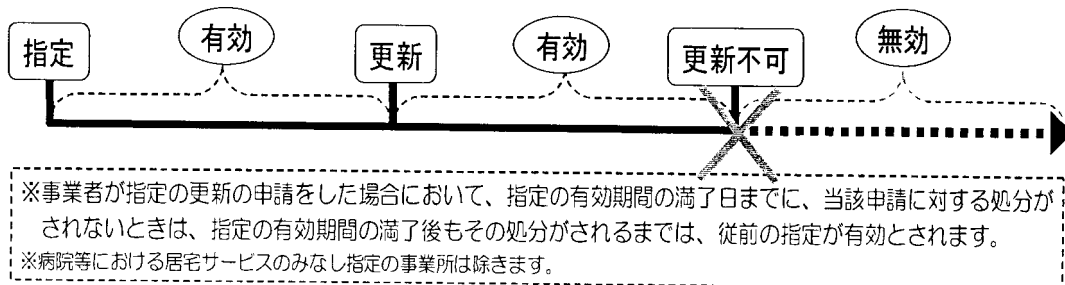 指定
有効
更新
有効
更新不可
無効
※事業者が指定の更新の申請をした場合において、指定の有効期間の満了日までに、当該申請に対する処分が
されないときは、指定の有効期間の満了後もその処分がされるまでは、従前の指定が有効とされます。
※病院等における居宅サービスのみなし指定の事業所は除きます。